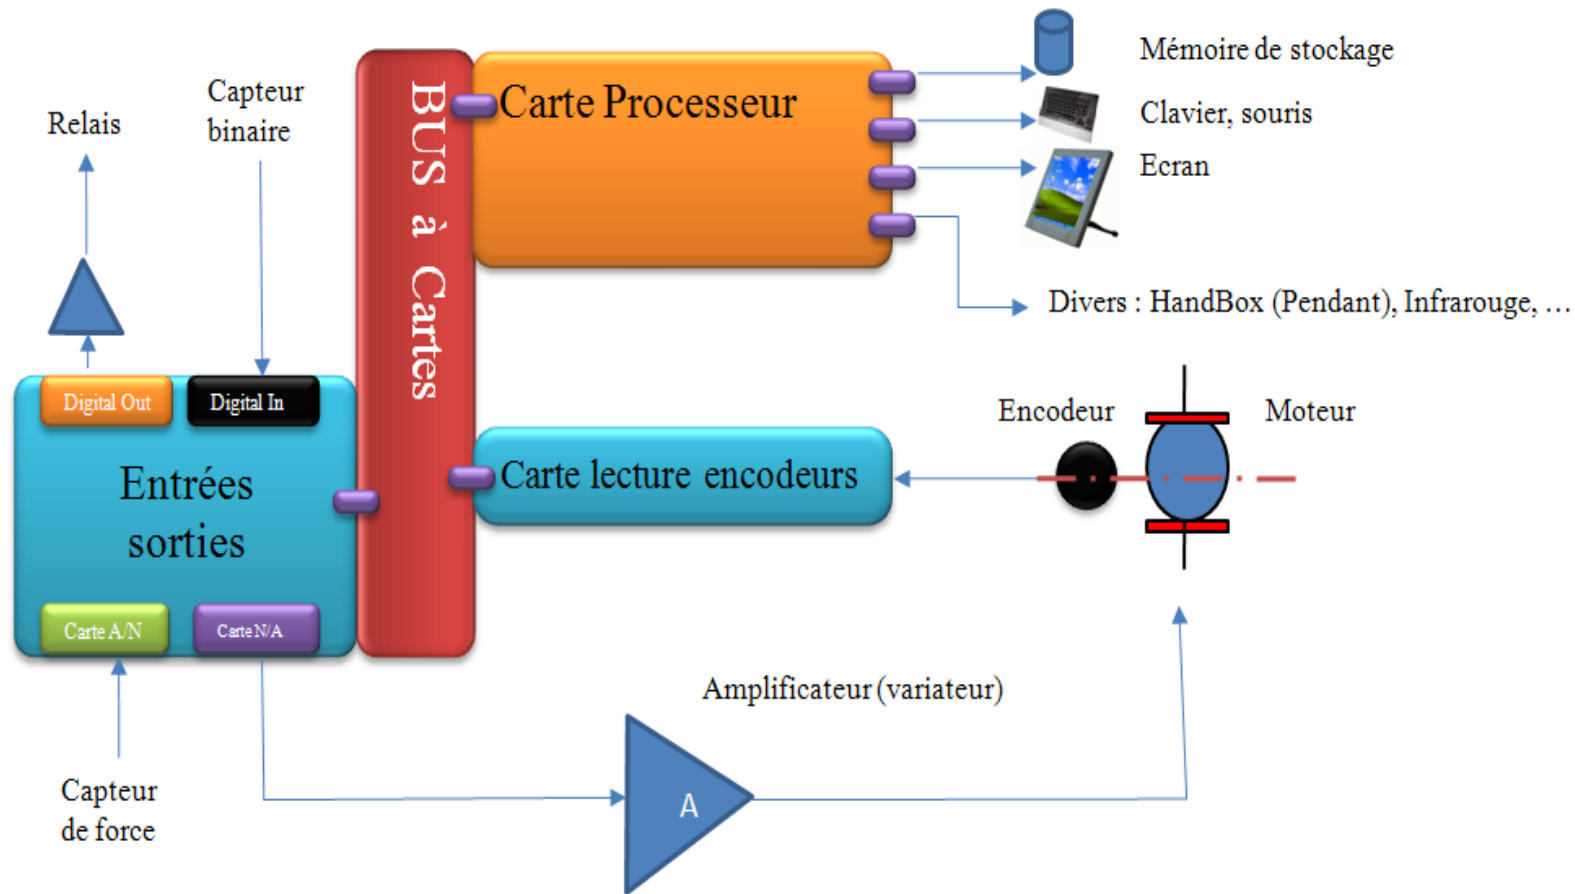 Mémoire de stockage
Clavier, souris
Ecran
Divers : HandBox (Pendant), Infrarouge, ...
Carte Processeur
BUS à Cartes
Capteur
binaire
Relais
Digital Out
Digital In
Entrées
sorties
Carte A/N
Carte N/A
Capteur
de force
Carte lecture encodeurs
Encodeur
Moteur
Amplificateur (variateur)
A